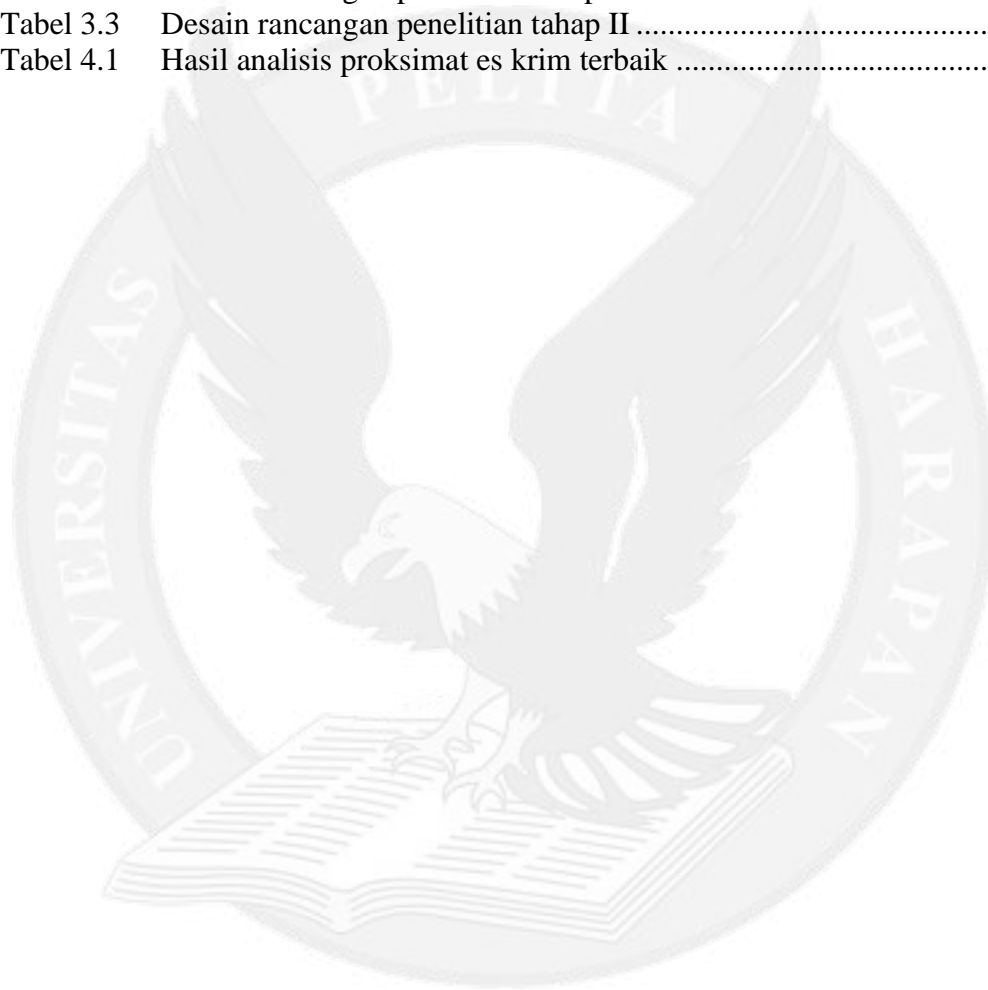 Tabel 3.3 Desain rancangan penelitian tahap II ............................................
Tabel 4.1 Hasil analisis proksimat es krim terbaik .......................................
UNIVERSITAS PELITA HARAPAN